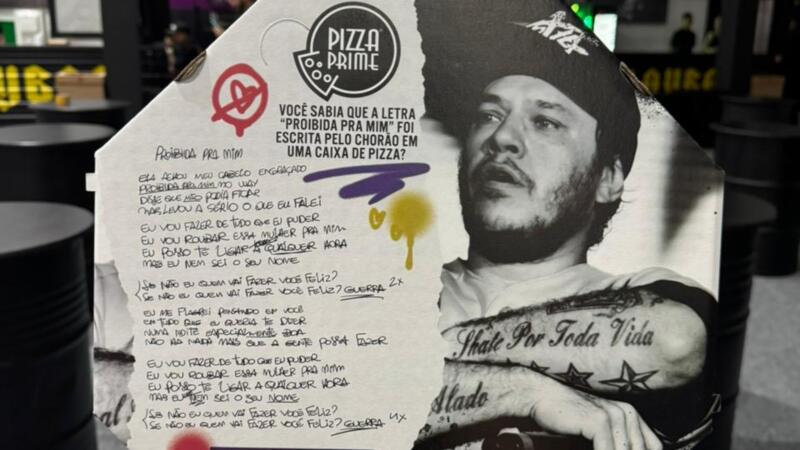 PIZZA
PRIME
VOCÊ SABIA QUE A LETRA
"PROIBIDA PRA MIM" FOI
ESCRITA PELO CHORÃO EM
UMA CAIXA DE PIZZA?
PROIBIDA PRA MIM
ELA ACHOU MEU CABELO ENGRAÇADO
PROIBIDA PRA MIM NO WAY
DISSE QUE NÃO PODIA FICAR
MAS LEVOU A SÉRIO O QUE EU FALEI
EU VOU FAZER DE TUDO QUE EU PUDER
EU VOU ROUBAR ESSA MULHER PRA MIM
EU POSSO TE LIGAR A QUALQUER HORA
MAS EU NEM SEI O SEU NOME
SE NÃO EU QUEM VAI FAZER VOCÊ FELIZ?
SE NÃO EU QUEM VAI FAZER VOCÊ FELIZ? GUERRA 2x
EU ME FLAGREI PENSANDO EM VOCÊ
EM TUDO QUE EU QUERIA TE DIZER
NUMA NOITE ESPECIALMENTE BOA
NÃO HÁ NADA MAIS QUE A GENTE POSSA FAZER
EU VOU FAZER DE TUDO QUE EU PUDER
EU VOU ROUBAR ESSA MULHER PRA MIM
EU POSSO TE LIGAR A QUALQUER HORA
MAS EU NEM SEI O SEU NOME
SE NÃO EU QUEM VAI FAZER VOCÊ FELIZ?
SE NÃO EU QUEM VAI FAZER VOCÊ FELIZ? GUERRA 4x
Skate Por Toda Vida
Alado